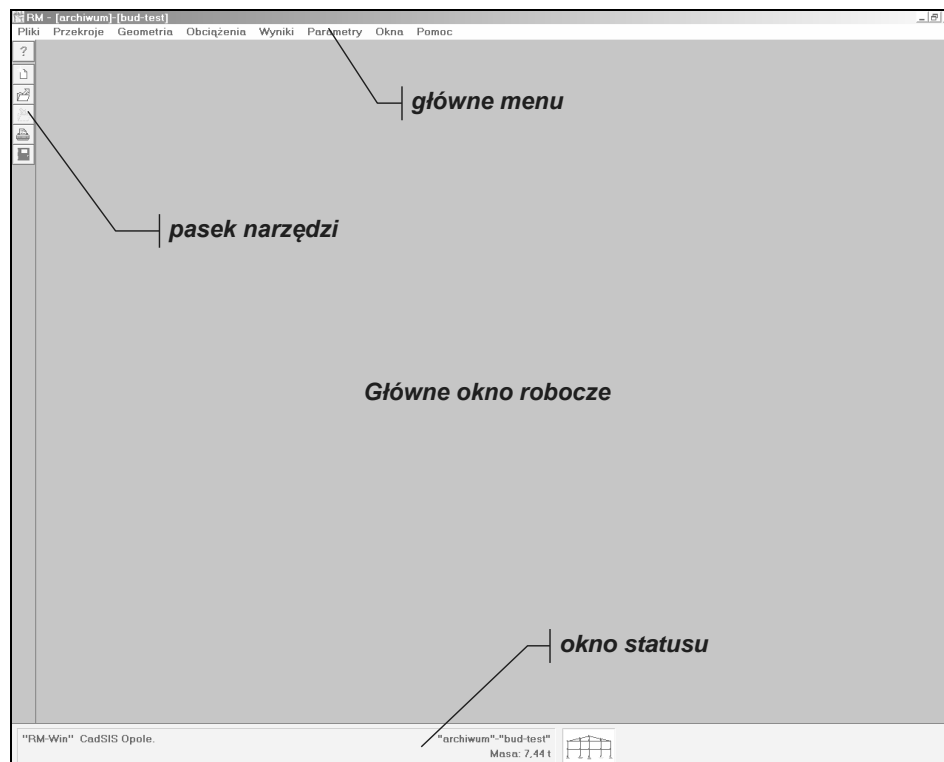 RM - [archiwum]-[bud-test]
Pliki Przekroje Geometria Obciążenia Wyniki Parametry Okna Pomoc
?
główne menu
pasek narzędzi
Główne okno robocze
okno statusu
"RM-Win" CadSIS Opole. "archiwum"-"bud-test"
Masa: 7,44 t